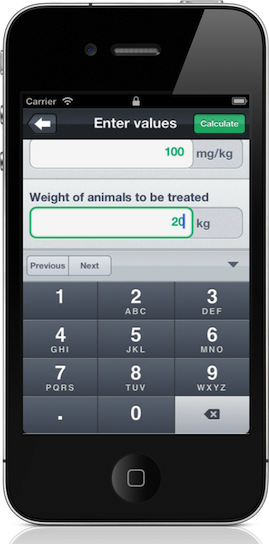 Carrier
Enter values
Calculate
100 mg/kg
Weight of animals to be treated
20 kg
Previous Next
1
2 ABC
3 DEF
4 GHI
5 JKL
6 MNO
7 PQRS
8 TUV
9 WXYZ
.
0